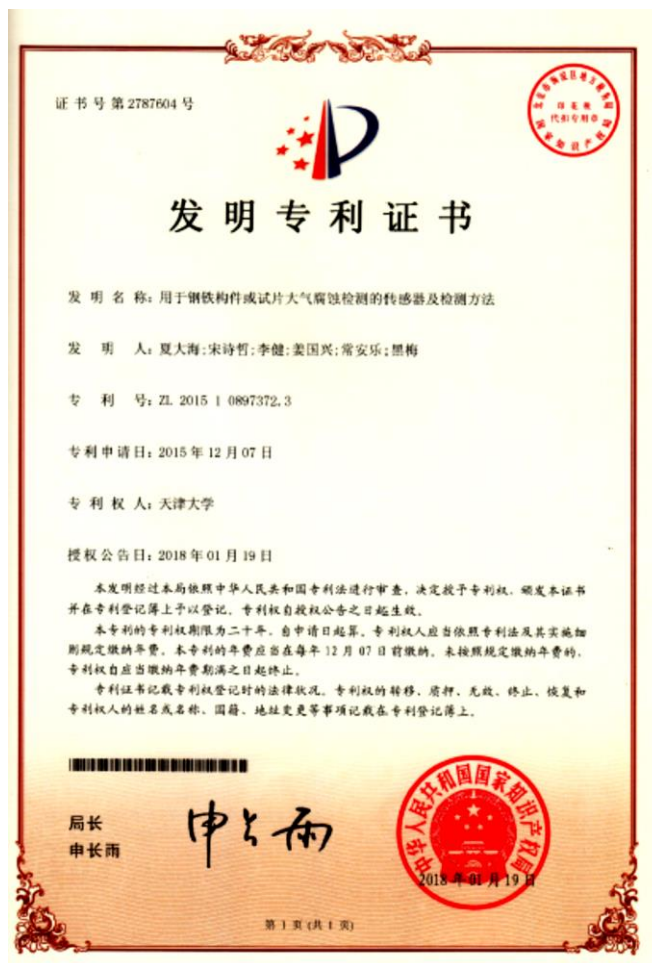 证书号第2787604号
发明专利证书
发 明 名 称：用于钢铁构件或试片大气腐蚀检测的传感器及检测方法
发 明 人：夏大海;宋诗哲;李健;姜国兴;常安乐;黑梅
专 利 号：ZL 2015 1 0897372.3
专利申请日：2015年12月07日
专 利 权 人：天津大学
授权公告日：2018年01月19日
本发明经过本局依照中华人民共和国专利法进行审查，决定授予专利权，颁发本证书
并在专利登记簿上予以登记。专利权自授权公告之日起生效。
本专利的专利权期限为二十年，自申请日起算。专利权人应当依照专利法及其实施细
则规定缴纳年费。本专利的年费应当在每年12月07日前缴纳。未按照规定缴纳年费的，
专利权自应当缴纳年费期满之日起终止。
专利证书记载专利权登记时的法律状况。专利权的转移、质押、无效、终止、恢复和
专利权人的姓名或名称、国籍、地址变更等事项记载在专利登记簿上。
局长
申长雨
申长雨
中华人民共和国国家知识产权局
2018年01月19日
第1页(共1页)
印花税
代扣专用章
国家知识产权局